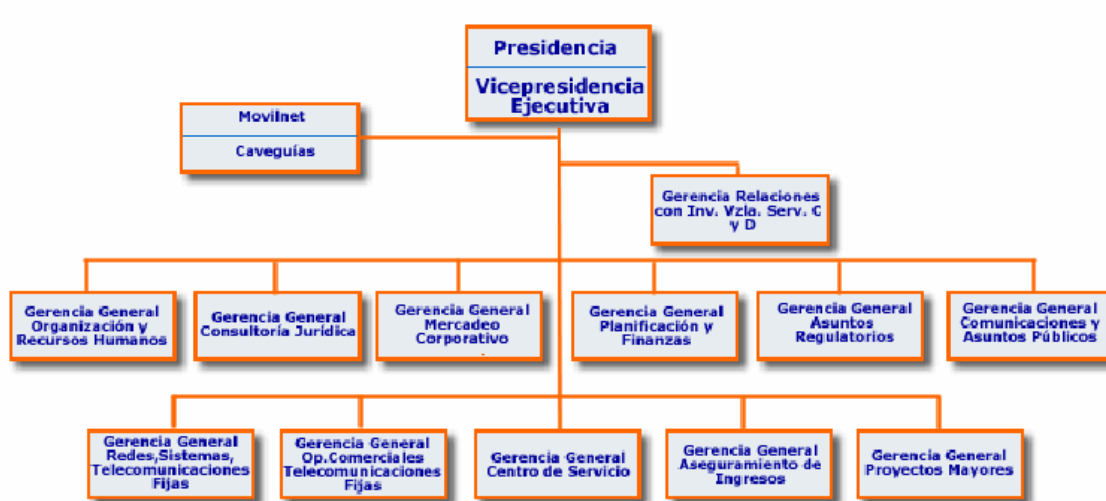 Presidencia
Vicepresidencia
Ejecutiva
Movilnet
Caveguías
Gerencia Relaciones
con Inv. Vzla. Serv. C
y D
Gerencia General
Organización y
Recursos Humanos
Gerencia General
Consultoría Jurídica
Gerencia General
Mercadeo
Corporativo
Gerencia General
Planificación y
Finanzas
Gerencia General
Asuntos
Regulatorios
Gerencia General
Comunicaciones y
Asuntos Públicos
Gerencia General
Redes,Sistemas,
Telecomunicaciones
Fijas
Gerencia General
Op.Comerciales
Telecomunicaciones
Fijas
Gerencia General
Centro de Servicio
Gerencia General
Aseguramiento de
Ingresos
Gerencia General
Proyectos Mayores